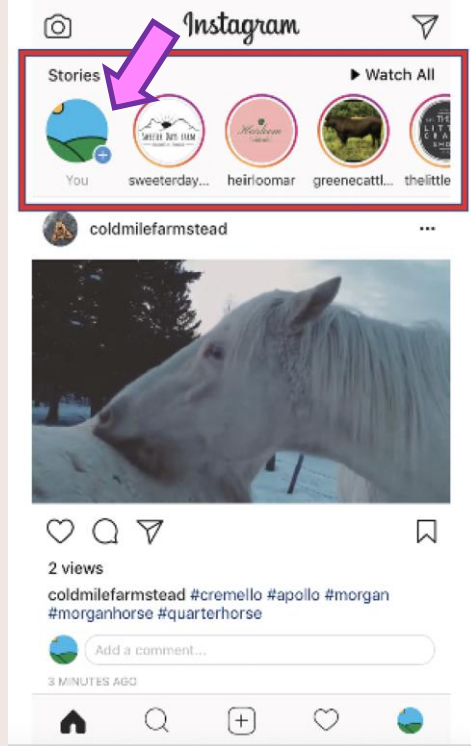 Instagram
Stories
Watch All
You
sweeterday...
heirloomar
greenecattl...
thelittle
coldmilefarmstead
2 views
coldmilefarmstead #cremello #apollo #morgan
#morganhorse #quarterhorse
Add a comment...
3 MINUTES AGO